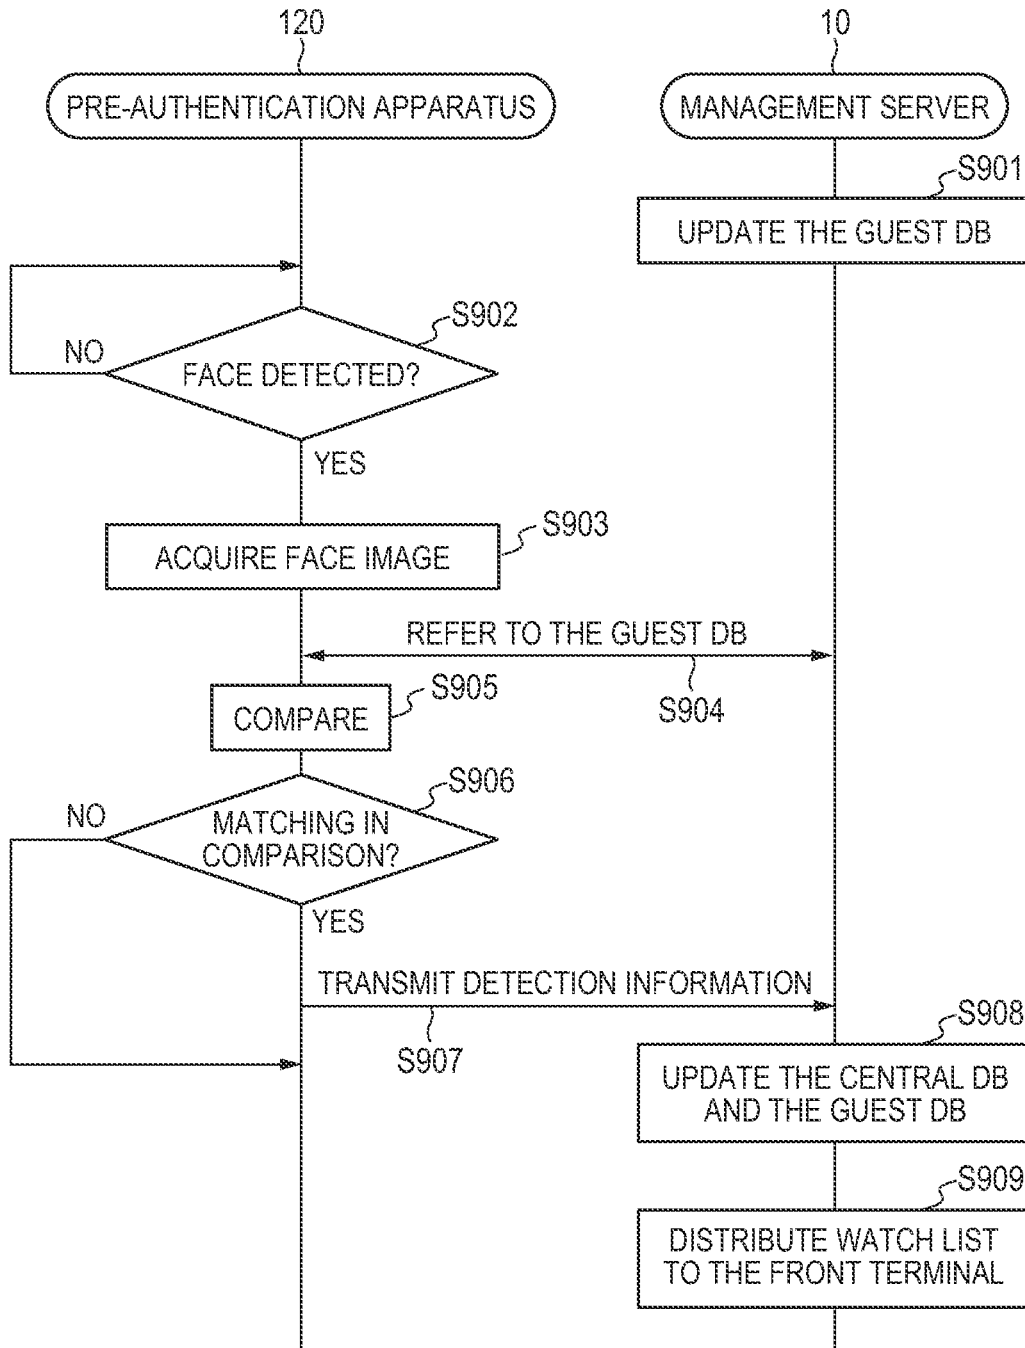 120
10
PRE-AUTHENTICATION APPARATUS
MANAGEMENT SERVER
S901
UPDATE THE GUEST DB
S902
NO
FACE DETECTED?
YES
S903
ACQUIRE FACE IMAGE
REFER TO THE GUEST DB
S904
S905
COMPARE
S906
NO
MATCHING IN
COMPARISON?
YES
TRANSMIT DETECTION INFORMATION
S907
S908
UPDATE THE CENTRAL DB
AND THE GUEST DB
S909
DISTRIBUTE WATCH LIST
TO THE FRONT TERMINAL